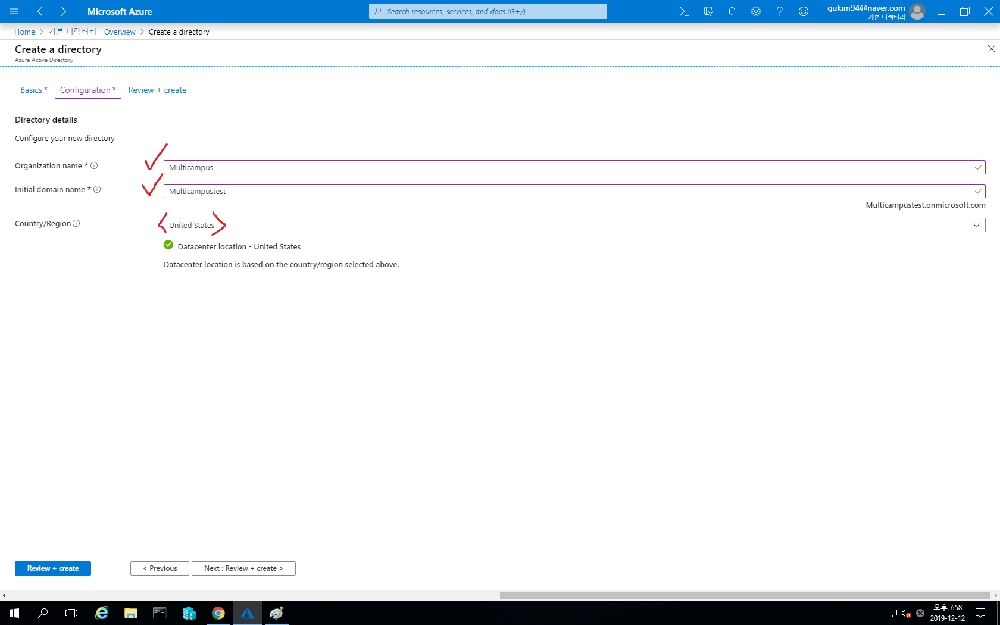 Microsoft Azure
Search resources, services, and docs (G+/)
gukim94@naver.com
기본 디렉터리
Home > 기본 디렉터리 - Overview > Create a directory
Create a directory
Azure Active Directory
Basics * Configuration * Review + create
Directory details
Configure your new directory
Organization name * Multicampus
Initial domain name * Multicampustest
Multicampustest.onmicrosoft.com
Country/Region United States
Datacenter location - United States
Datacenter location is based on the country/region selected above.
Review + create < Previous Next : Review + create >
오후 7:58
2019-12-12